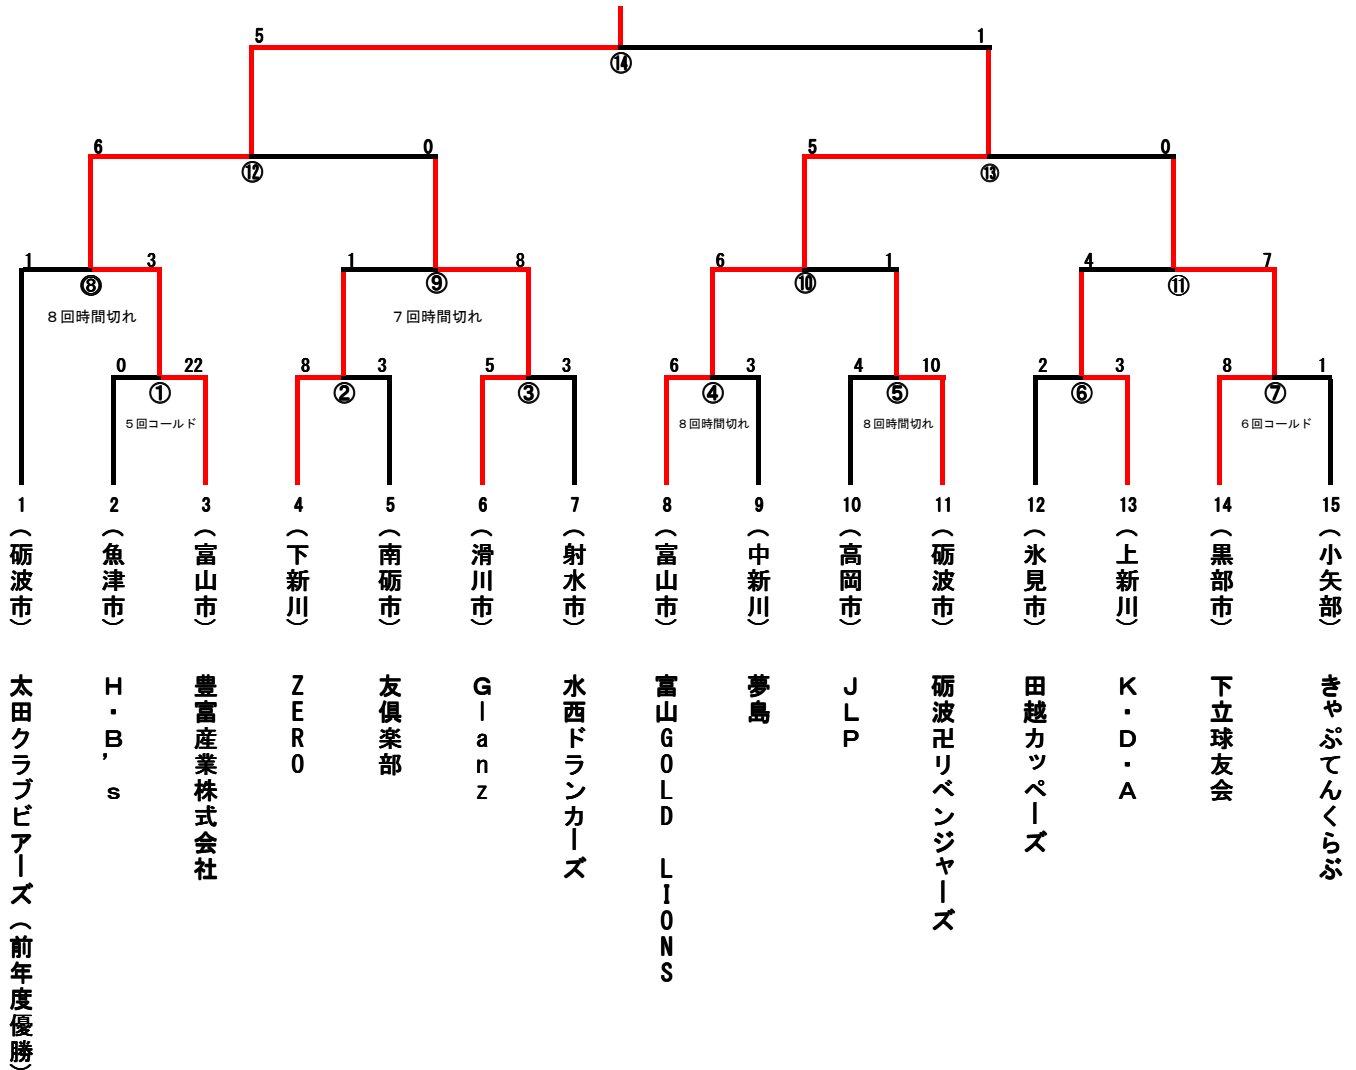 5 1
⑭
6 0 5 0
⑫ ⑬
1 3 1 8 6 1 4 7
⑧ ⑨ ⑩ ⑪
8回時間切れ 7回時間切れ
0 22 8 3 5 3 6 3 4 10 2 3 8 1
① ② ③ ④ ⑤ ⑥ ⑦
5回コールド 8回時間切れ 8回時間切れ 6回コールド
1 2 3 4 5 6 7 8 9 10 11 12 13 14 15
(砺波市) 太田クラブビアーズ(前年度優勝)
(魚津市) H・B's
(富山市) 豊富産業株式会社
(下新川) ZERO
(南砺市) 友倶楽部
(滑川市) Glanz
(射水市) 水西ドランカーズ
(富山市) 富山GOLD LIONS
(中新川) 夢島
(高岡市) JLP
(砺波市) 砺波卍リベンジャーズ
(氷見市) 田越カッペーズ
(上新川) K・D・A
(黒部市) 下立球友会
(小矢部) きゃぷてんくらぶ